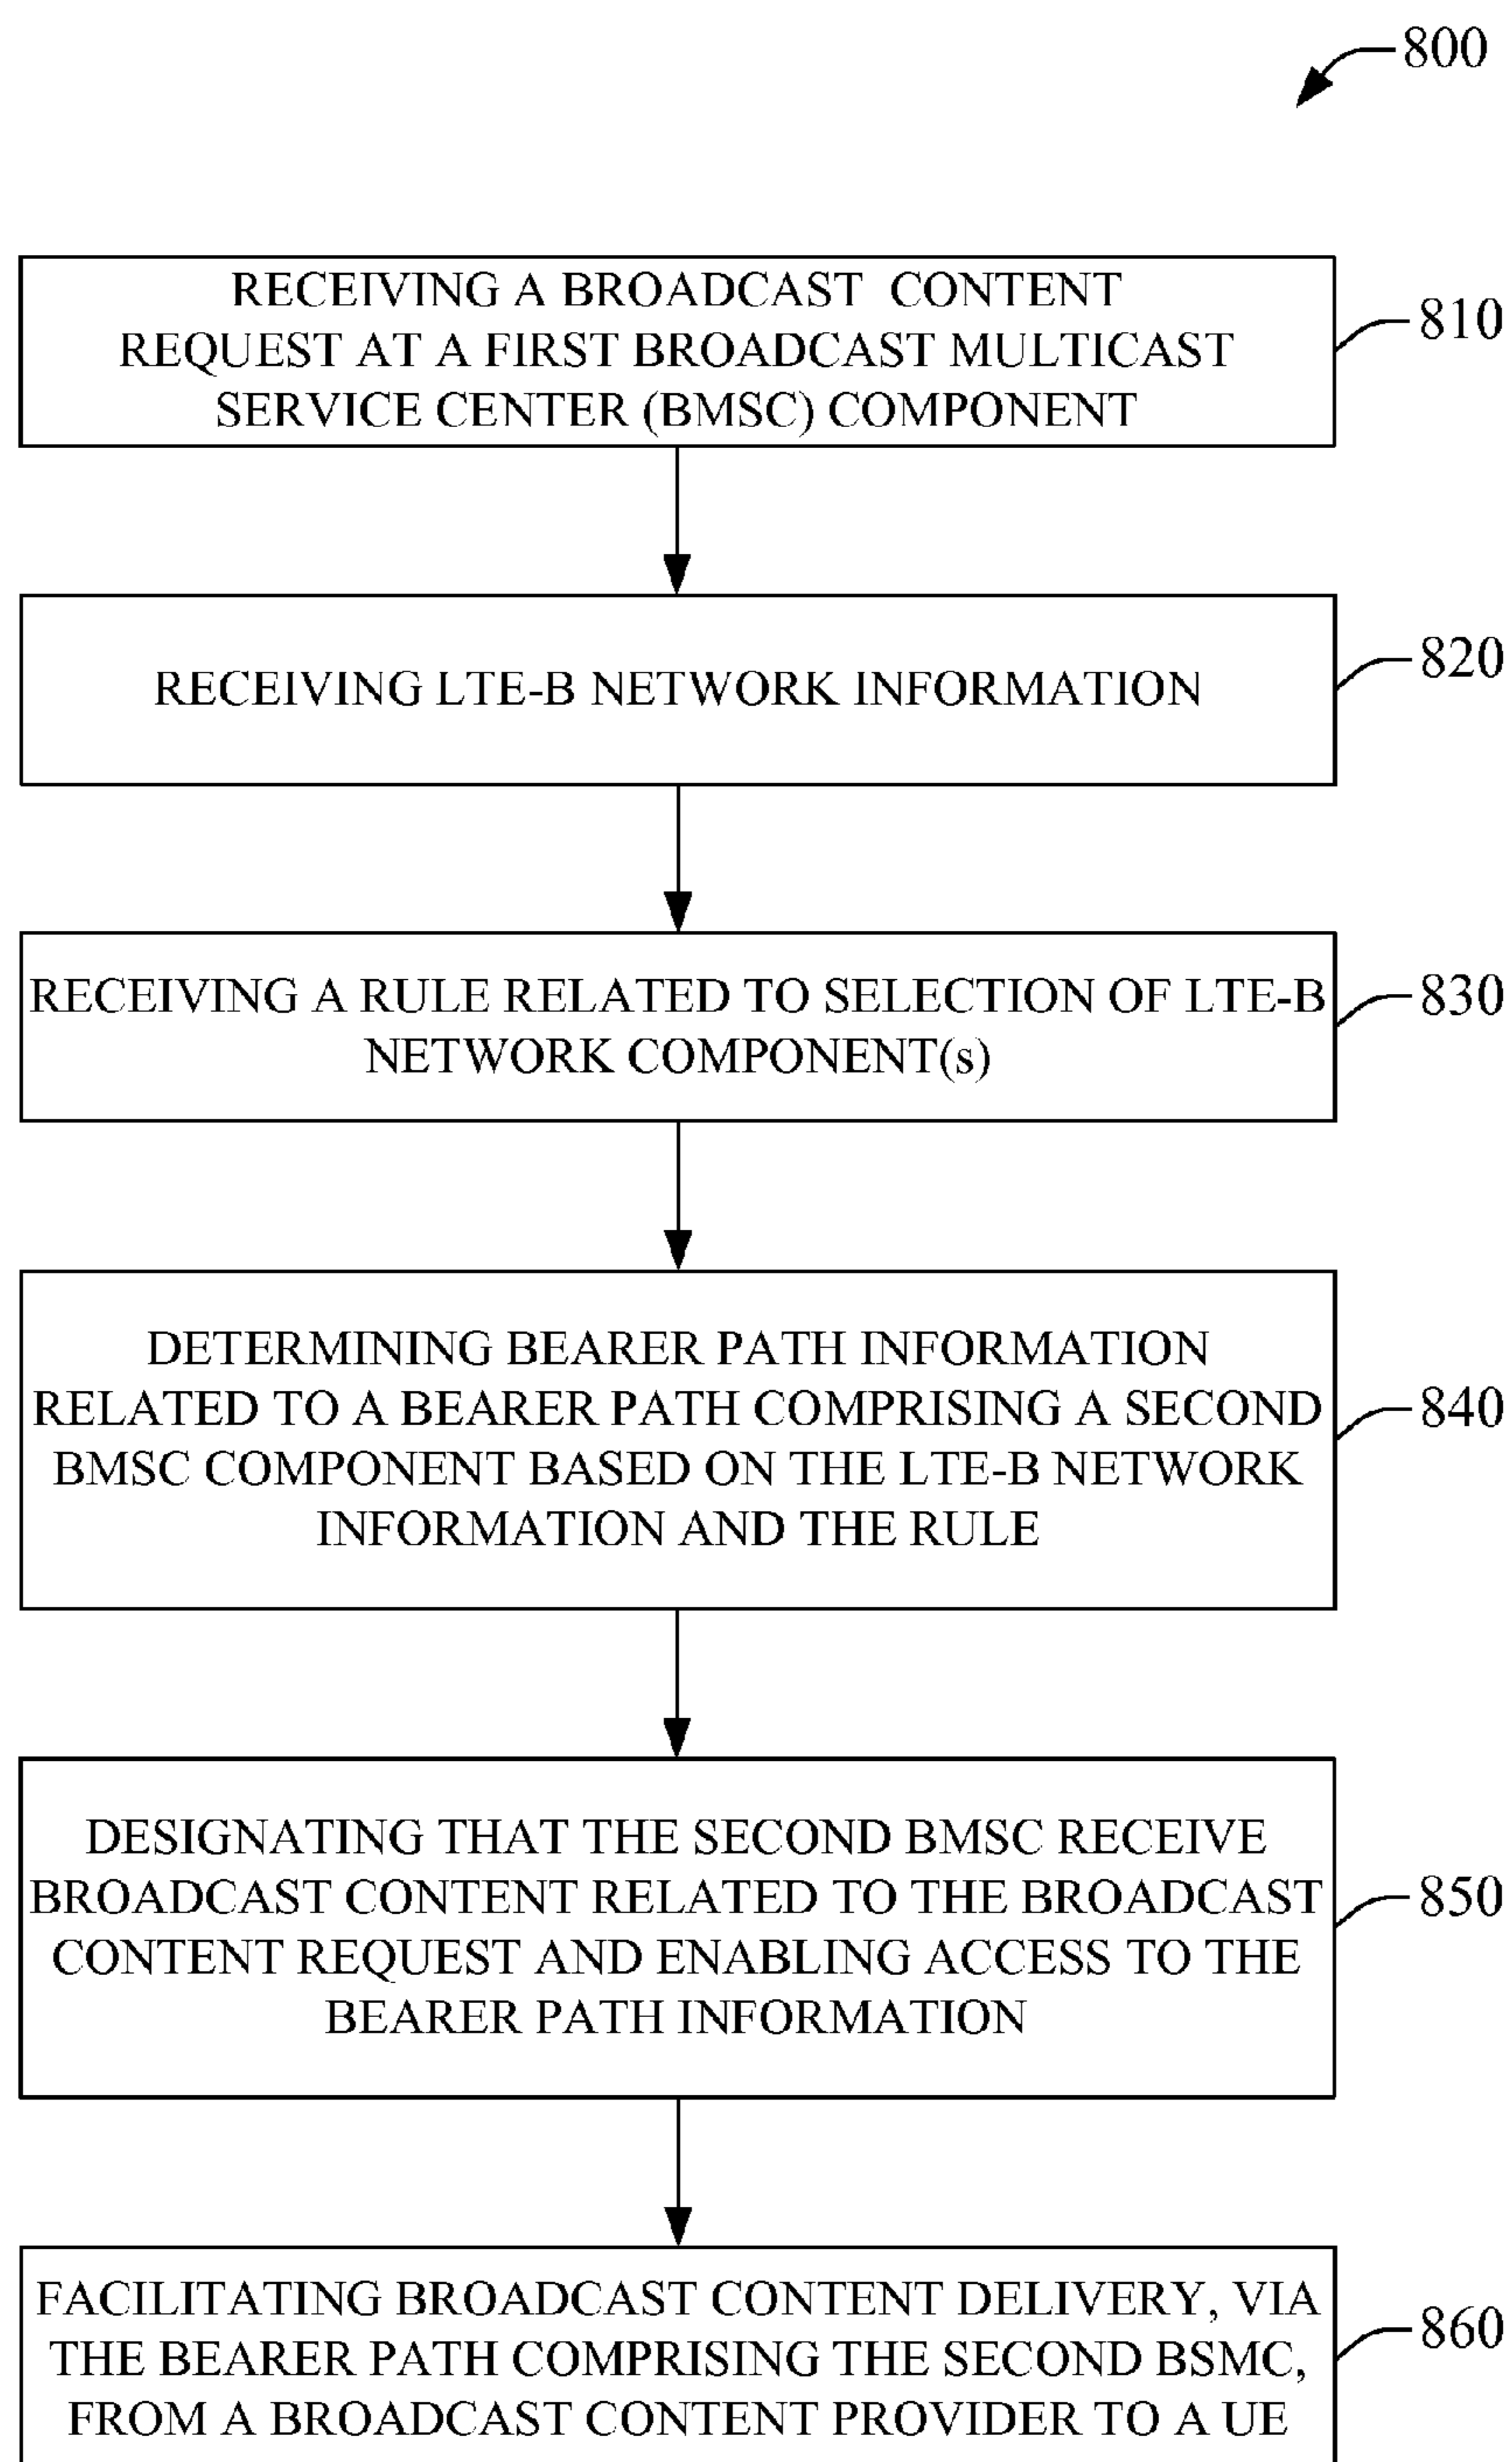 800
RECEIVING A BROADCAST CONTENT
REQUEST AT A FIRST BROADCAST MULTICAST
SERVICE CENTER (BMSC) COMPONENT
810
RECEIVING LTE-B NETWORK INFORMATION
820
RECEIVING A RULE RELATED TO SELECTION OF LTE-B
NETWORK COMPONENT(s)
830
DETERMINING BEARER PATH INFORMATION
RELATED TO A BEARER PATH COMPRISING A SECOND
BMSC COMPONENT BASED ON THE LTE-B NETWORK
INFORMATION AND THE RULE
840
DESIGNATING THAT THE SECOND BMSC RECEIVE
BROADCAST CONTENT RELATED TO THE BROADCAST
CONTENT REQUEST AND ENABLING ACCESS TO THE
BEARER PATH INFORMATION
850
FACILITATING BROADCAST CONTENT DELIVERY, VIA
THE BEARER PATH COMPRISING THE SECOND BSMC,
FROM A BROADCAST CONTENT PROVIDER TO A UE
860